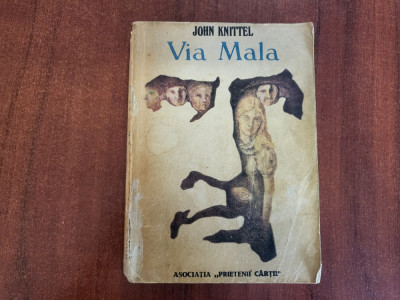 JOHN KNITTEL
Via Mala
ASOCIAȚIA „PRIETENII CĂRȚII"